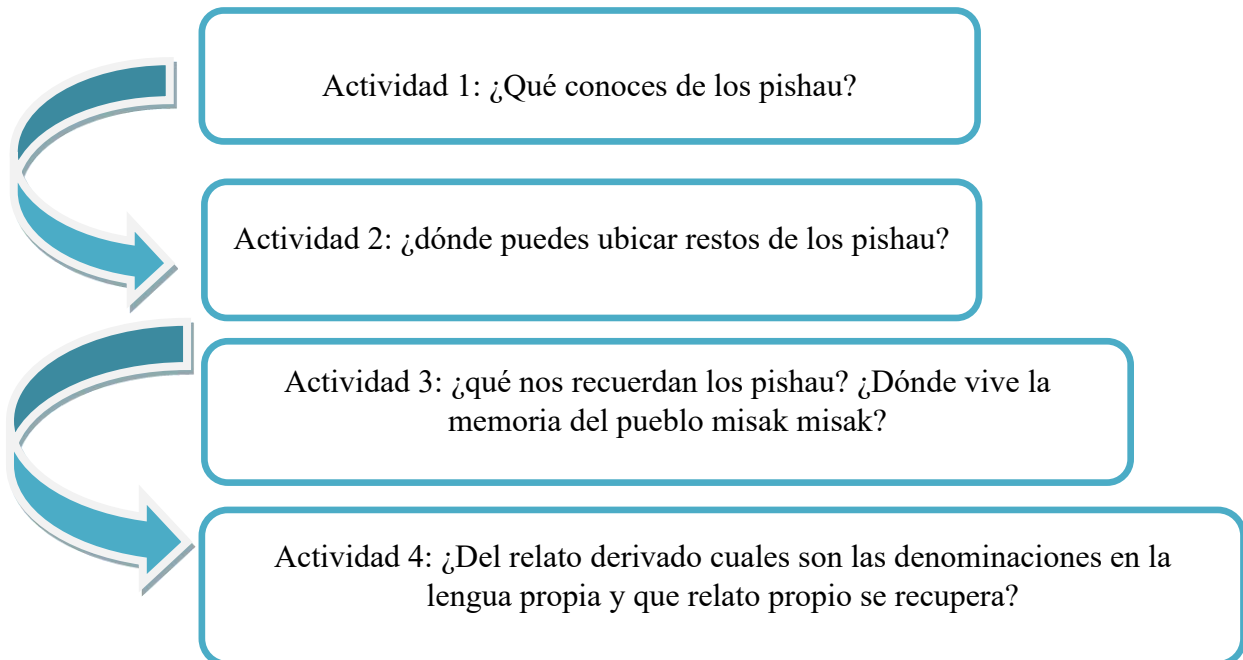 Actividad 1: ¿Qué conoces de los pishau?
Actividad 2: ¿dónde puedes ubicar restos de los pishau?
Actividad 3: ¿qué nos recuerdan los pishau? ¿Dónde vive la
memoria del pueblo misak misak?
Actividad 4: ¿Del relato derivado cuales son las denominaciones en la
lengua propia y que relato propio se recupera?